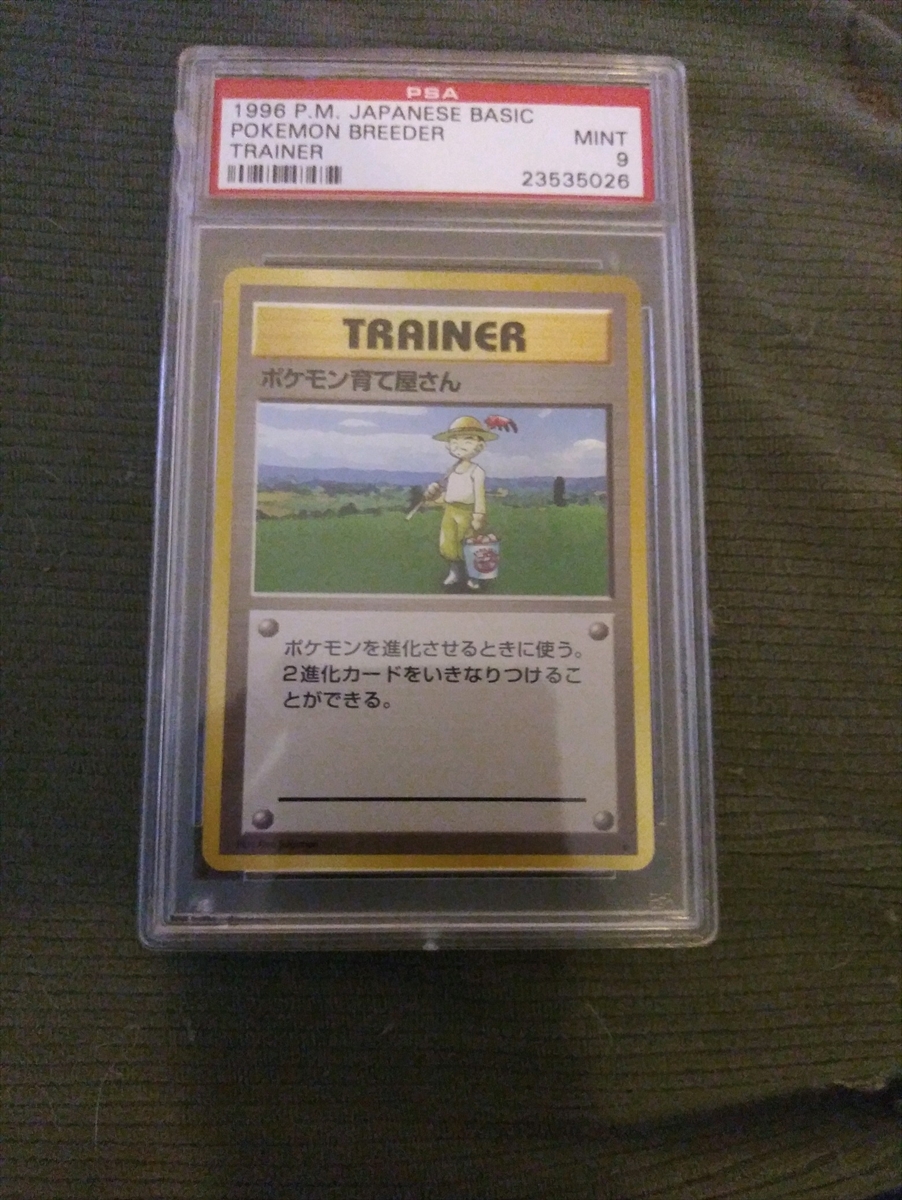 PSA
1996 P.M. JAPANESE BASIC
POKEMON BREEDER MINT
TRAINER 9
23535026
TRAINER
ポケモン育て屋さん
ポケモンを進化させるときに使う。
2進化カードをいきなりつけるこ
とができる。